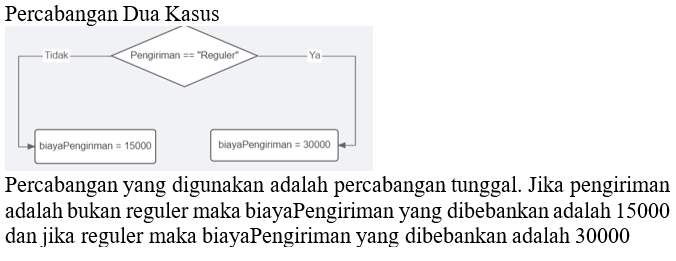 Percabangan Dua Kasus
Tidak
Pengiriman == "Reguler"
Ya
biayaPengiriman = 15000
biayaPengiriman = 30000
Percabangan yang digunakan adalah percabangan tunggal. Jika pengiriman
adalah bukan reguler maka biayaPengiriman yang dibebankan adalah 15000
dan jika reguler maka biayaPengiriman yang dibebankan adalah 30000